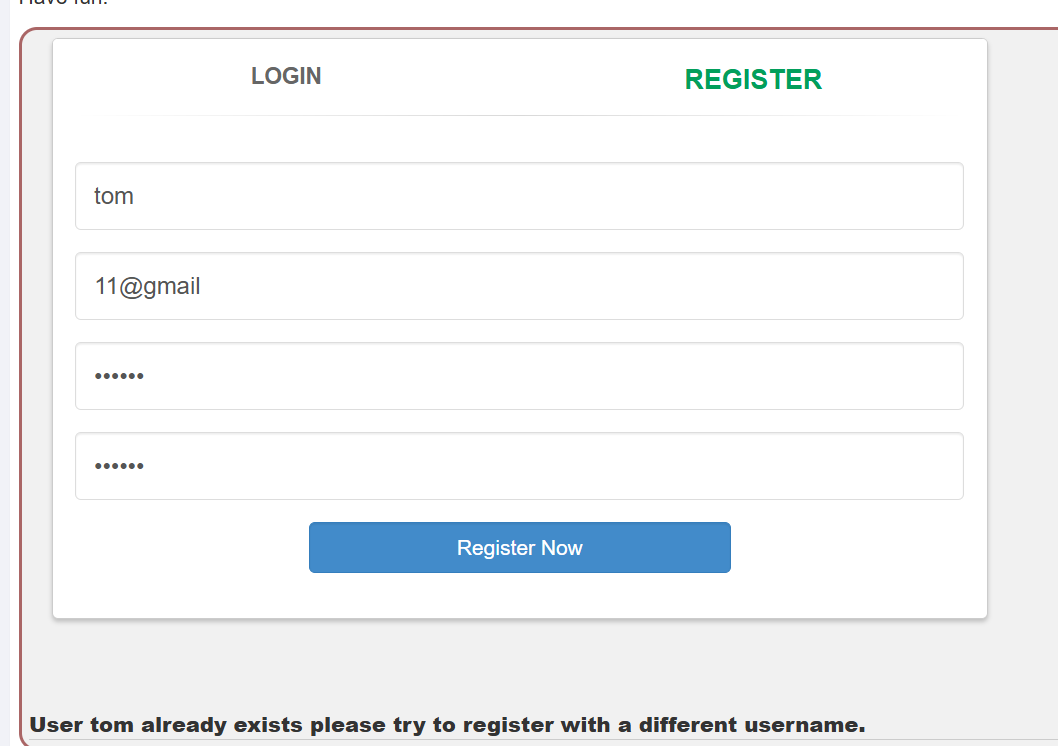 Have fun!
LOGIN
REGISTER
tom
11@gmail
••••••
••••••
Register Now
User tom already exists please try to register with a different username.